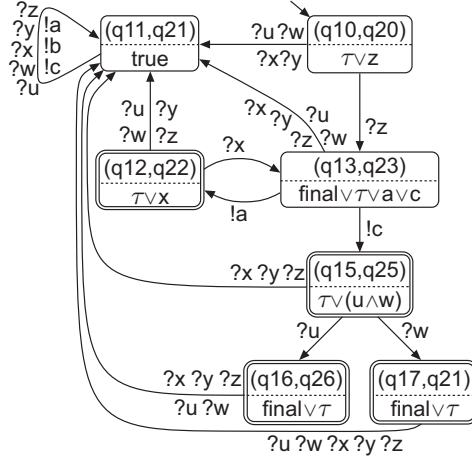 ?z
?y
?x
?w
?u
!a
!b
!c
(q11,q21)
true
?u ?w
?x?y
(q10,q20)
τ∨z
?u
?w
?y
?z
?x
?y
?z
?u
?w
?z
(q12,q22)
τ∨x
?x
!a
(q13,q23)
final∨τ∨a∨c
!c
?x ?y ?z
(q15,q25)
τ∨(u∧w)
?u
?w
?x ?y ?z
?u ?w
(q16,q26)
final∨τ
(q17,q21)
final∨τ
?u ?w ?x ?y ?z